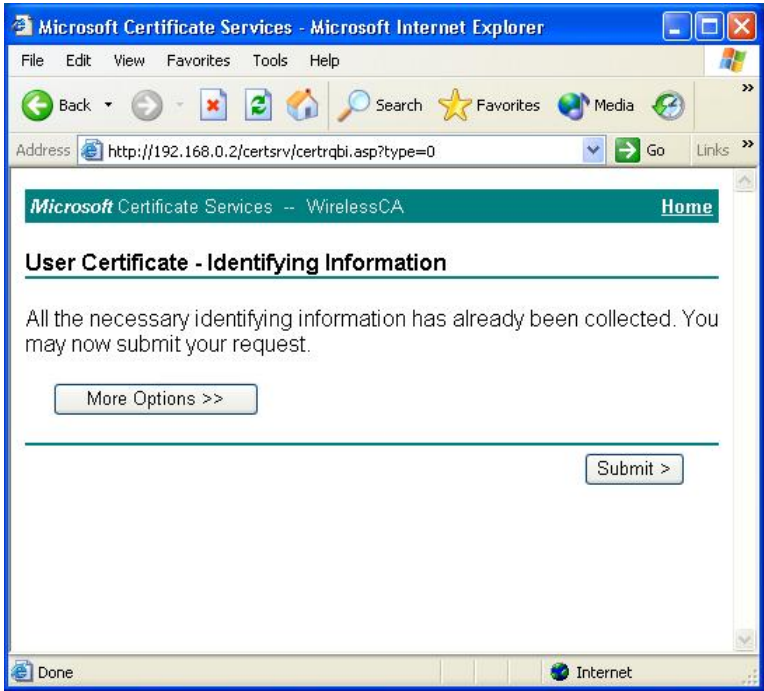 Microsoft Certificate Services - Microsoft Internet Explorer
File Edit View Favorites Tools Help
Back Search Favorites Media »
Address http://192.168.0.2/certsrv/certrqbi.asp?type=0 Go Links »
Microsoft Certificate Services -- WirelessCA Home
User Certificate - Identifying Information
All the necessary identifying information has already been collected. You
may now submit your request.
More Options >>
Submit >
Done Internet